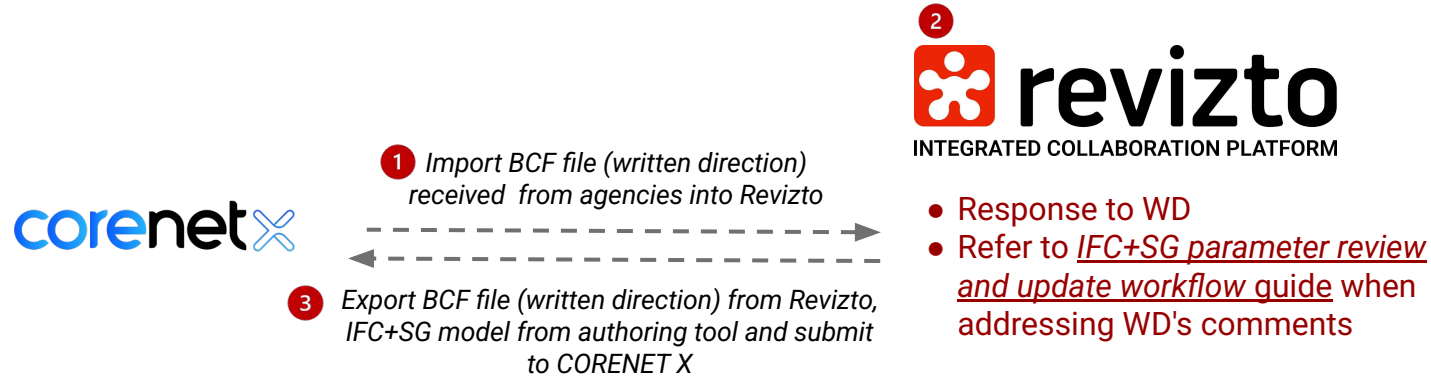 2
revizto
INTEGRATED COLLABORATION PLATFORM
1 Import BCF file (written direction)
received from agencies into Revizto
corenet X
● Response to WD
● Refer to IFC+SG parameter review
and update workflow guide when
addressing WD's comments
3 Export BCF file (written direction) from Revizto,
IFC+SG model from authoring tool and submit
to CORENET X